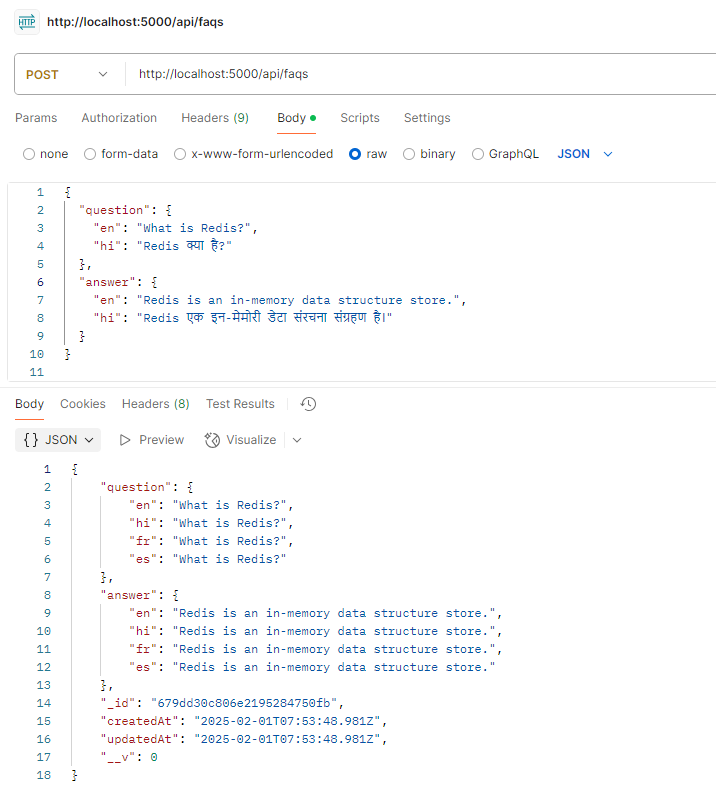 HTTP http://localhost:5000/api/faqs
POST http://localhost:5000/api/faqs
Params Authorization Headers (9) Body Scripts Settings
none form-data x-www-form-urlencoded raw binary GraphQL JSON
1 {
2 "question": {
3 "en": "What is Redis?",
4 "hi": "Redis क्या है?"
5 },
6 "answer": {
7 "en": "Redis is an in-memory data structure store.",
8 "hi": "Redis एक इन-मेमोरी डेटा संरचना संग्रहण है।"
9 }
10 }
11
Body Cookies Headers (8) Test Results
{} JSON Preview Visualize
1 {
2 "question": {
3 "en": "What is Redis?",
4 "hi": "What is Redis?",
5 "fr": "What is Redis?",
6 "es": "What is Redis?"
7 },
8 "answer": {
9 "en": "Redis is an in-memory data structure store.",
10 "hi": "Redis is an in-memory data structure store.",
11 "fr": "Redis is an in-memory data structure store.",
12 "es": "Redis is an in-memory data structure store."
13 },
14 "_id": "679dd30c806e2195284750fb",
15 "createdAt": "2025-02-01T07:53:48.981Z",
16 "updatedAt": "2025-02-01T07:53:48.981Z",
17 "__v": 0
18 }